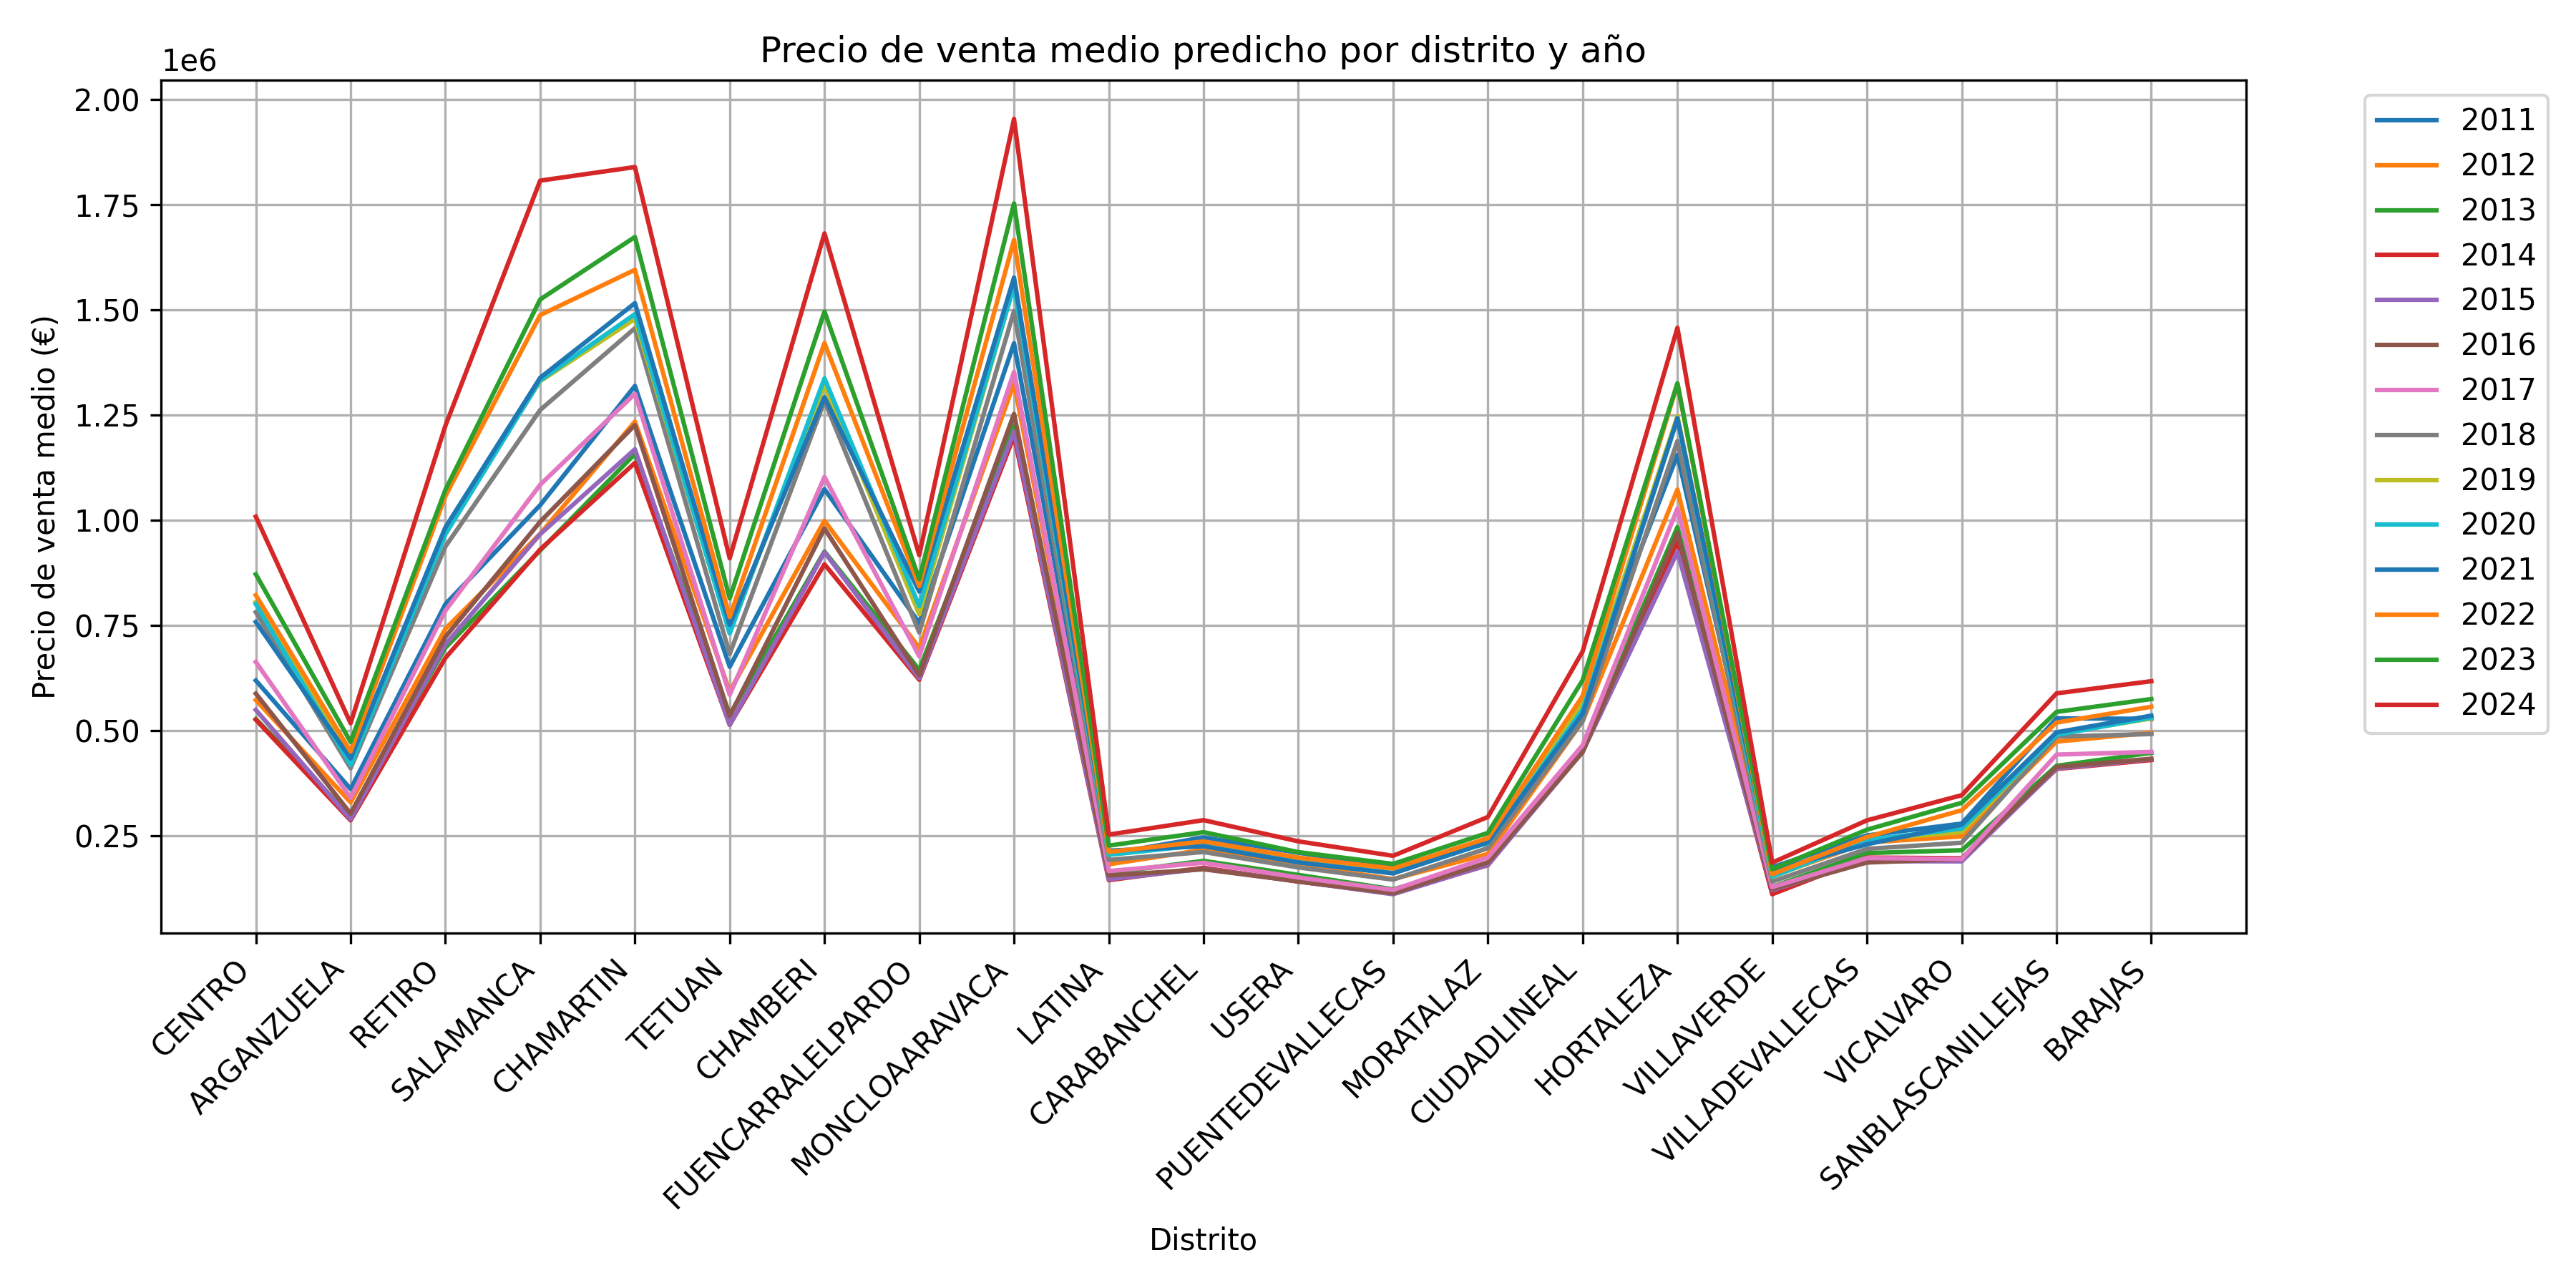 Precio de venta medio predicho por distrito y año
1e6
2.00
1.75
1.50
1.25
1.00
0.75
0.50
0.25
Precio de venta medio (€)
CENTRO
ARGANZUELA
RETIRO
SALAMANCA
CHAMARTIN
TETUAN
CHAMBERI
FUENCARRALELPARDO
MONCLOAARAVACA
LATINA
CARABANCHEL
USERA
PUENTEDEVALLECAS
MORATALAZ
CIUDADLINEAL
HORTALEZA
VILLAVERDE
VILLADEVALLECAS
VICALVARO
SANBLASCANILLEJAS
BARAJAS
Distrito
2011
2012
2013
2014
2015
2016
2017
2018
2019
2020
2021
2022
2023
2024